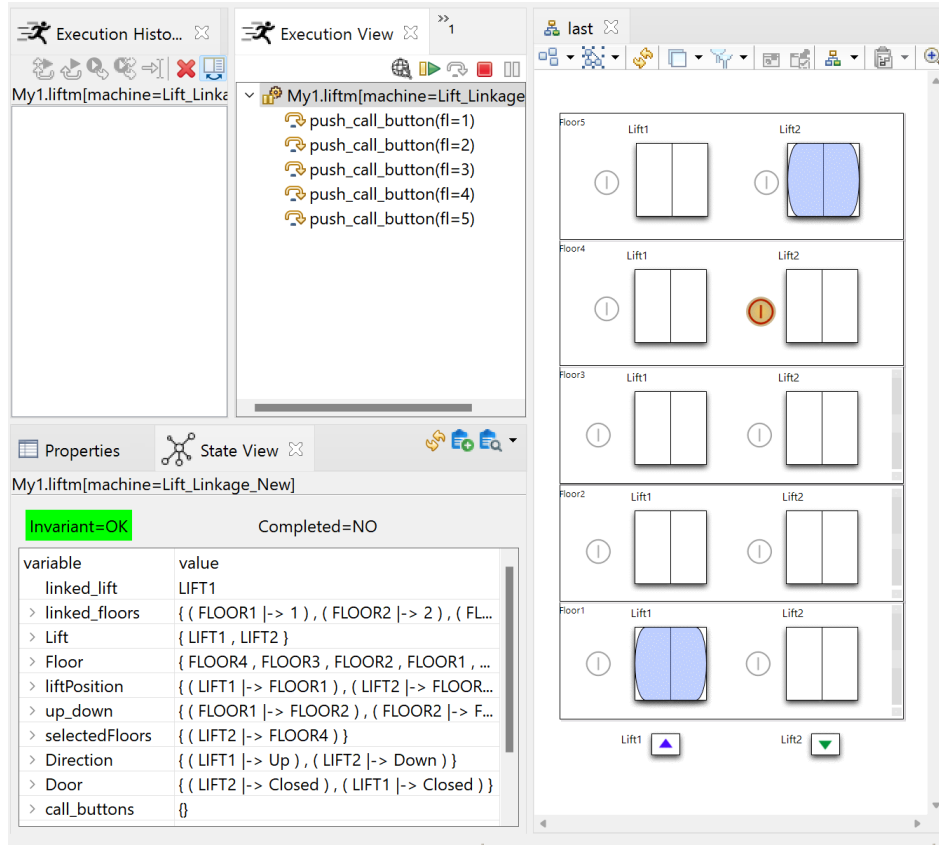 Execution Histo...
Execution View
»1
last
My1.liftm[machine=Lift_Linka
My1.liftm[machine=Lift_Linkage
push_call_button(fl=1)
push_call_button(fl=2)
push_call_button(fl=3)
push_call_button(fl=4)
push_call_button(fl=5)
Properties
State View
My1.liftm[machine=Lift_Linkage_New]
Invariant=OK
Completed=NO
variable value
linked_lift LIFT1
linked_floors { ( FLOOR1 |-> 1 ) , ( FLOOR2 |-> 2 ) , ( FL...
Lift { LIFT1 , LIFT2 }
Floor { FLOOR4 , FLOOR3 , FLOOR2 , FLOOR1 , ...
liftPosition { ( LIFT1 |-> FLOOR1 ) , ( LIFT2 |-> FLOOR...
up_down { ( FLOOR1 |-> FLOOR2 ) , ( FLOOR2 |-> F...
selectedFloors { ( LIFT2 |-> FLOOR4 ) }
Direction { ( LIFT1 |-> Up ) , ( LIFT2 |-> Down ) }
Door { ( LIFT2 |-> Closed ) , ( LIFT1 |-> Closed ) }
call_buttons {}
Floor5
Lift1 Lift2
Floor4
Lift1 Lift2
Floor3
Lift1 Lift2
Floor2
Lift1 Lift2
Floor1
Lift1 Lift2
Lift1 Lift2